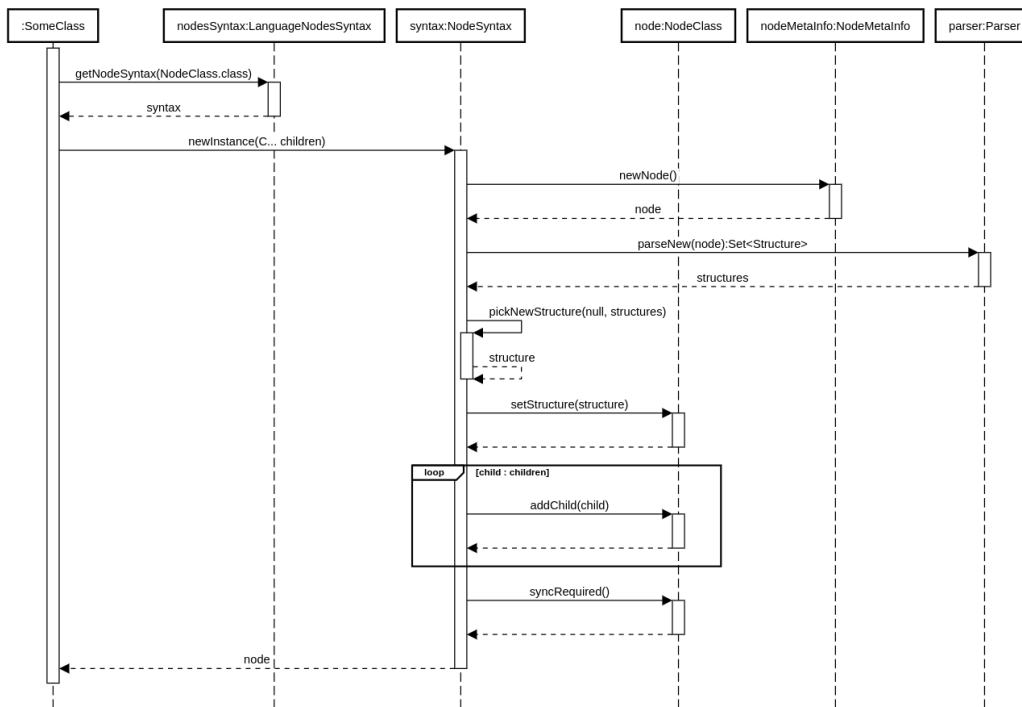 :SomeClass
nodesSyntax:LanguageNodesSyntax
syntax:NodeSyntax
node:NodeClass
nodeMetaInfo:NodeMetaInfo
parser:Parser
getNodeSyntax(NodeClass.class)
syntax
newInstance(C... children)
newNode()
node
parseNew(node):Set<Structure>
structures
pickNewStructure(null, structures)
structure
setStructure(structure)
loop
[child : children]
addChild(child)
syncRequired()
node